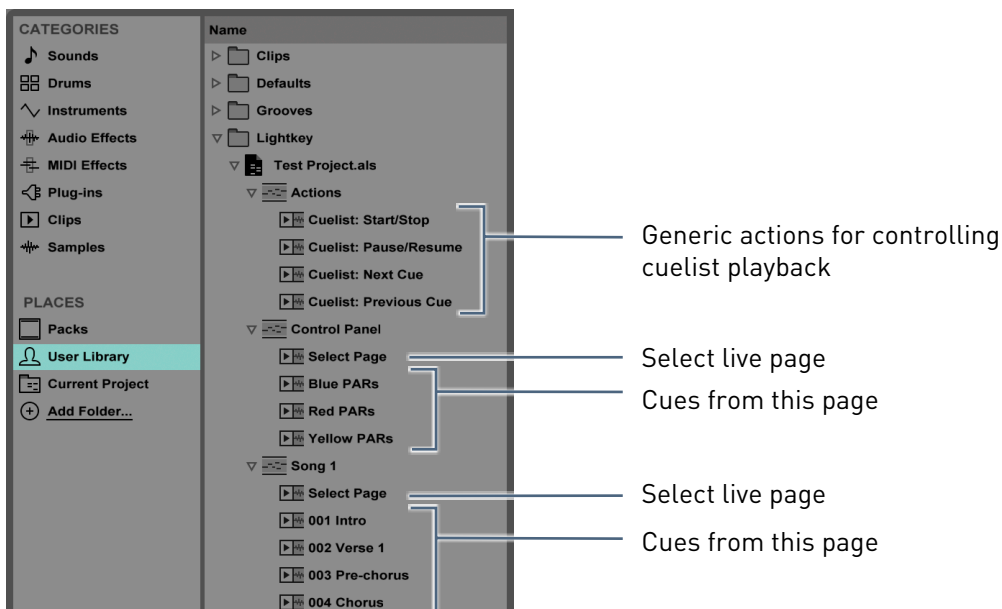 CATEGORIES
Sounds
Drums
Instruments
Audio Effects
MIDI Effects
Plug-ins
Clips
Samples
PLACES
Packs
User Library
Current Project
Add Folder...
Name
Clips
Defaults
Grooves
Lightkey
Test Project.als
Actions
Cuelist: Start/Stop
Cuelist: Pause/Resume
Cuelist: Next Cue
Cuelist: Previous Cue
Control Panel
Select Page
Blue PARs
Red PARs
Yellow PARs
Song 1
Select Page
001 Intro
002 Verse 1
003 Pre-chorus
004 Chorus
Generic actions for controlling
cuelist playback
Select live page
Cues from this page
Select live page
Cues from this page